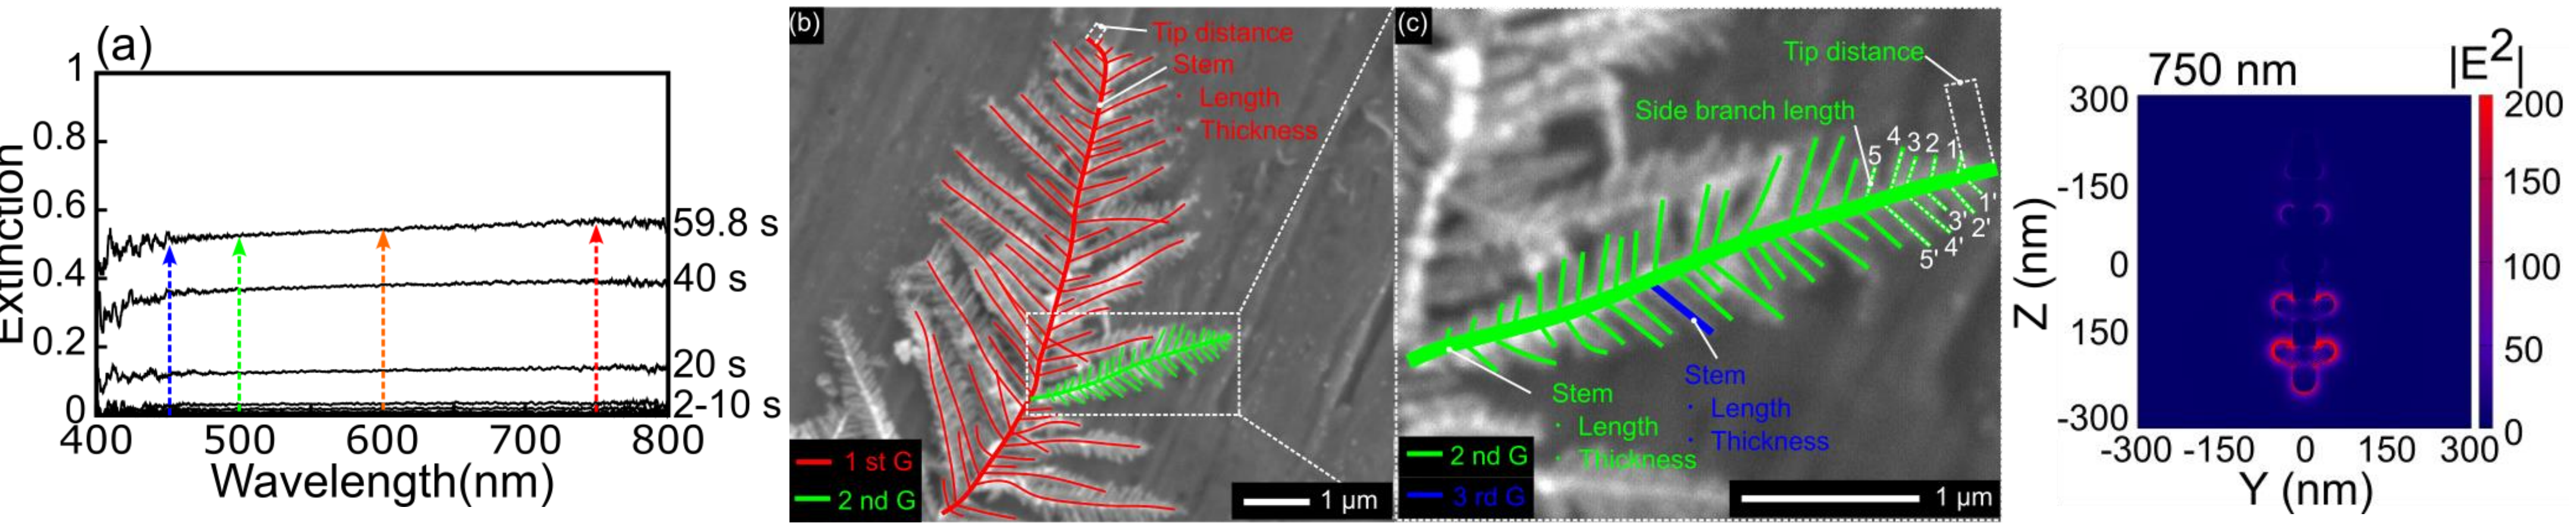 (a)
Extinction
1
0.8
0.6
0.4
0.2
0
59.8 s
40 s
20 s
2-10 s
400 500 600 700 800
Wavelength(nm)
(b)
Tip distance
Stem
· Length
· Thickness
1 st G
2 nd G
1 μm
(c)
Tip distance
Side branch length
5 4 3 2 1
1'
3' 2'
5' 4'
Stem
· Length
· Thickness
Stem
· Length
· Thickness
2 nd G
3 rd G
1 μm
750 nm
|E²|
Z (nm)
300
-150
0
150
-300
200
150
100
50
0
-300 -150 0 150 300
Y (nm)